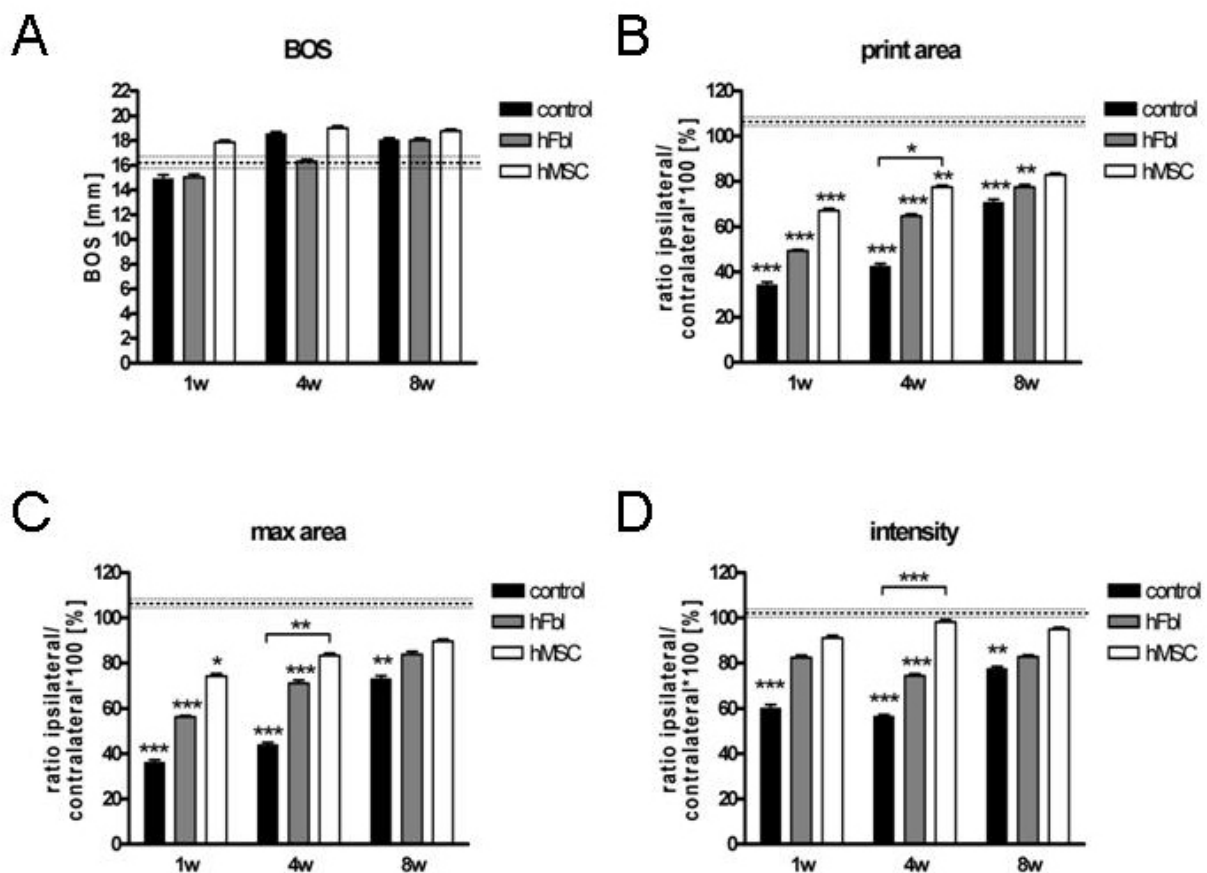 A
BOS
BOS [mm]
22
20
18
16
14
12
10
8
6
4
2
0
1w
4w
8w
control
hFbl
hMSC
B
print area
ratio ipsilateral/
contralateral*100 [%]
120
100
80
60
40
20
0
***
***
***
***
***
*
**
***
**
1w
4w
8w
control
hFbl
hMSC
C
max area
ratio ipsilateral/
contralateral*100 [%]
120
100
80
60
40
20
0
***
***
*
***
***
**
**
1w
4w
8w
control
hFbl
hMSC
D
intensity
ratio ipsilateral/
contralateral*100 [%]
120
100
80
60
40
20
0
***
***
***
***
**
1w
4w
8w
control
hFbl
hMSC